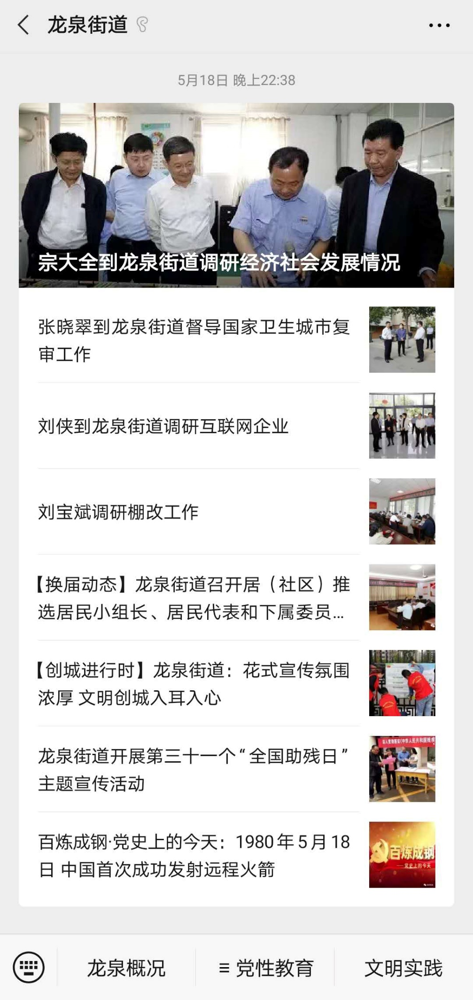 龙泉街道
5月18日 晚上22:38
宗大全到龙泉街道调研经济社会发展情况
张晓翠到龙泉街道督导国家卫生城市复
审工作
刘侠到龙泉街道调研互联网企业
刘宝斌调研棚改工作
【换届动态】龙泉街道召开居（社区）推
选居民小组长、居民代表和下属委员...
【创城进行时】龙泉街道：花式宣传氛围
浓厚 文明创城入耳入心
龙泉街道开展第三十一个“全国助残日”
主题宣传活动
百炼成钢·党史上的今天：1980年5月18
日 中国首次成功发射远程火箭
百炼成钢
——党史上的今天
龙泉概况
党性教育
文明实践